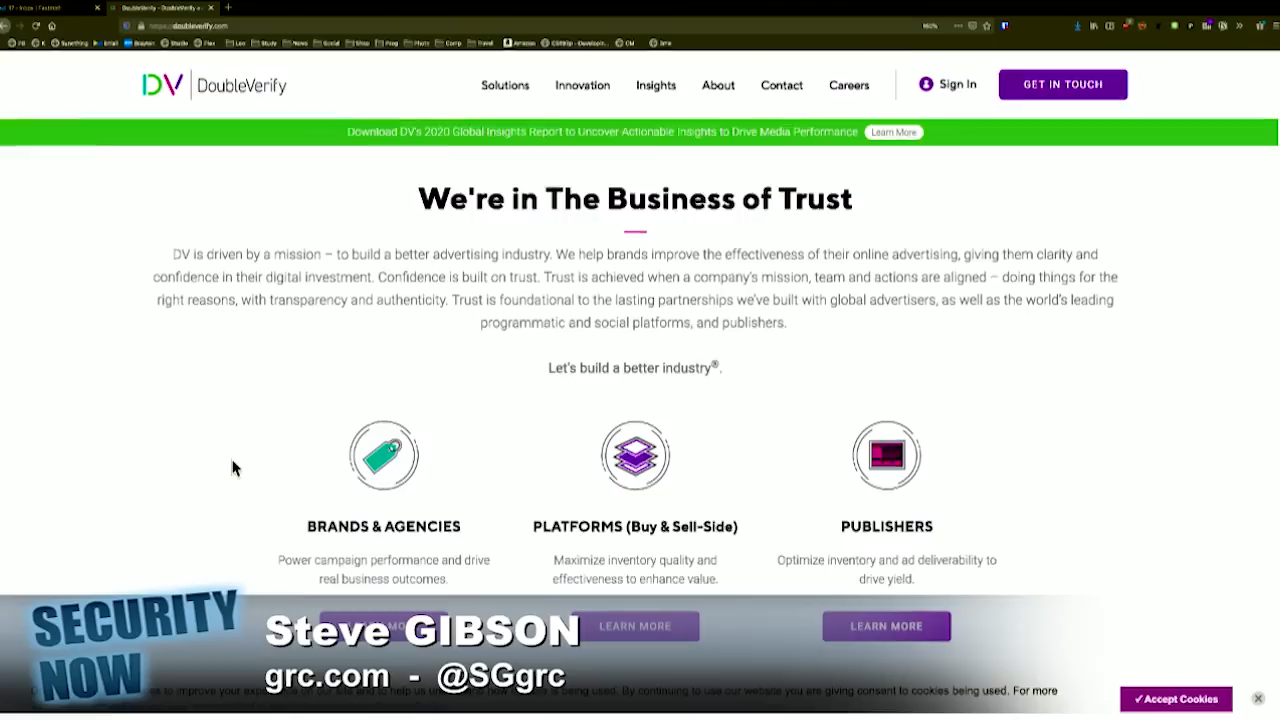 DoubleVerify - DoubleVerify a
https://doubleverify.com
DV DoubleVerify
Solutions Innovation Insights About Contact Careers Sign In GET IN TOUCH
Download DV's 2020 Global Insights Report to Uncover Actionable Insights to Drive Media Performance Learn More
We're in The Business of Trust
DV is driven by a mission – to build a better advertising industry. We help brands improve the effectiveness of their online advertising, giving them clarity and
confidence in their digital investment. Confidence is built on trust. Trust is achieved when a company's mission, team and actions are aligned – doing things for the
right reasons, with transparency and authenticity. Trust is foundational to the lasting partnerships we've built with global advertisers, as well as the world's leading
programmatic and social platforms, and publishers.
Let's build a better industry®.
BRANDS & AGENCIES PLATFORMS (Buy & Sell-Side) PUBLISHERS
Power campaign performance and drive Maximize inventory quality and Optimize inventory and ad deliverability to
real business outcomes. effectiveness to enhance value. drive yield.
LEARN MORE LEARN MORE
SECURITY
NOW
Steve GIBSON
grc.com - @SGgrc
being used. By continuing to use our website you are giving consent to cookies being used. For more
✓Accept Cookies